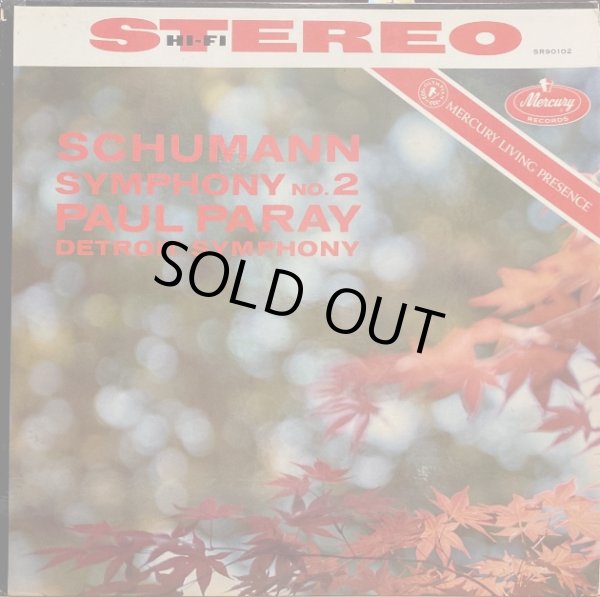 STEREO
HI-FI
SR90102
Mercury
RECORDS
MERCURY LIVING PRESENCE
SCHUMANN
SYMPHONY NO. 2
PAUL PARAY
DETROIT SYMPHONY
SOLD OUT